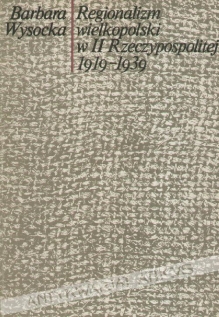 Barbara
Wysocka
Regionalizm
wielkopolski
w II Rzeczypospolitej
1919-1939